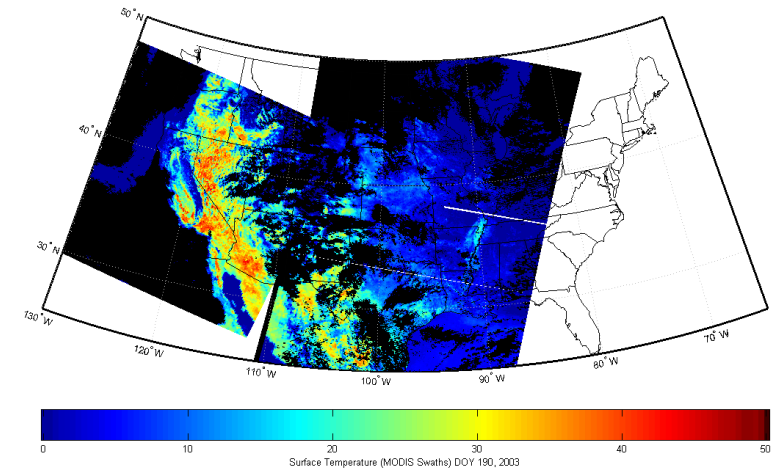 50° N
40° N
30° N
130° W
120° W
110° W
100° W
90° W
80° W
70° W
0 10 20 30 40 50
Surface Temperature (MODIS Swaths) DOY 190, 2003